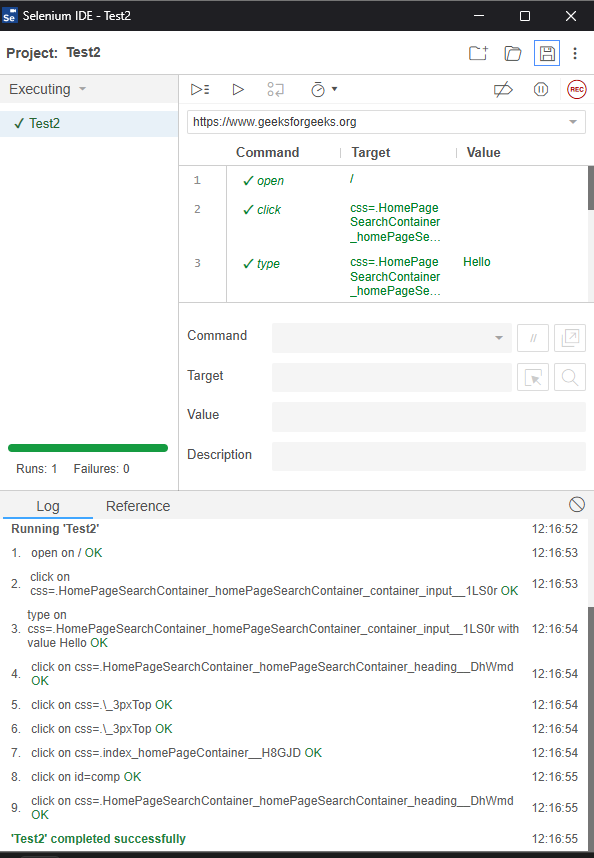 Se Selenium IDE - Test2
Project: Test2
Executing
✓ Test2
REC
https://www.geeksforgeeks.org
Command Target Value
1 ✓ open /
2 ✓ click css=.HomePage
SearchContainer
_homePageSe…
3 ✓ type css=.HomePage Hello
SearchContainer
_homePageSe…
Command //
Target
Value
Description
Runs: 1 Failures: 0
Log Reference
Running 'Test2' 12:16:52
1. open on / OK 12:16:53
2. click on
css=.HomePageSearchContainer_homePageSearchContainer_container_input__1LS0r OK 12:16:53
type on
3. css=.HomePageSearchContainer_homePageSearchContainer_container_input__1LS0r with 12:16:54
value Hello OK
4. click on css=.HomePageSearchContainer_homePageSearchContainer_heading__DhWmd 12:16:54
OK
5. click on css=.\_3pxTop OK 12:16:54
6. click on css=.\_3pxTop OK 12:16:54
7. click on css=.index_homePageContainer__H8GJD OK 12:16:54
8. click on id=comp OK 12:16:55
9. click on css=.HomePageSearchContainer_homePageSearchContainer_heading__DhWmd 12:16:55
OK
'Test2' completed successfully 12:16:55